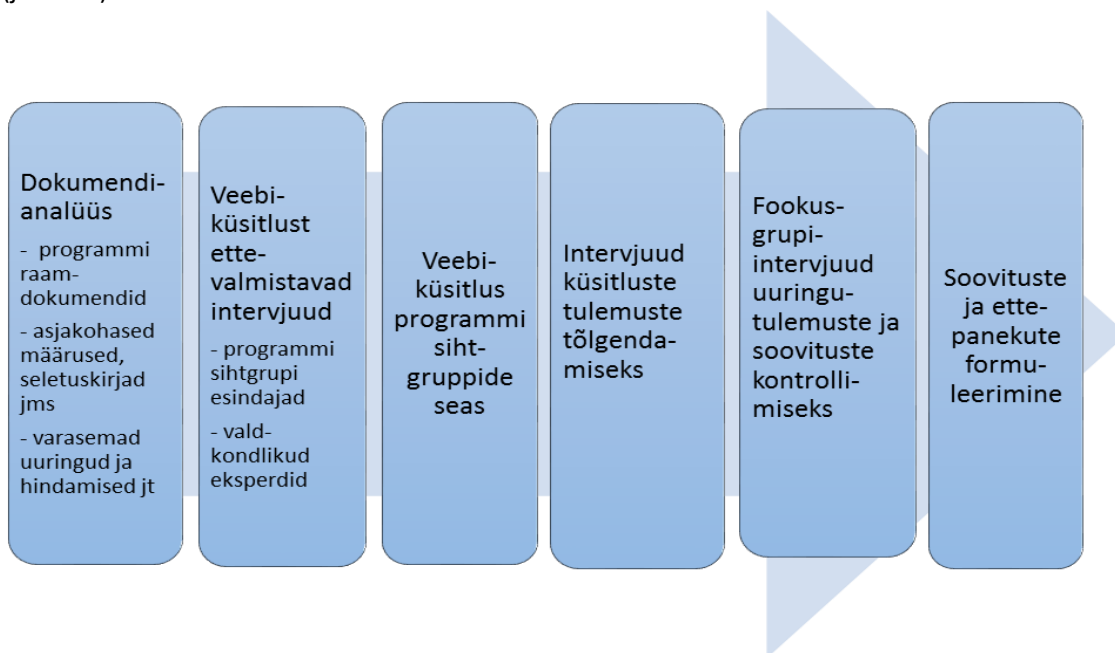 Dokumendi-
analüüs
- programmi
raam-
dokumendid
- asjakohased
määrused,
seletuskirjad
jms
- varasemad
uuringud ja
hindamised jt
Veebi-
küsitlust
ette-
valmistavad
intervjuud
- programmi
sihtgrupi
esindajad
- vald-
kondlikud
eksperdid
Veebi-
küsitlus
programmi
siht-
gruppide
seas
Intervjuud
küsitluste
tulemuste
tõlgenda-
miseks
Fookus-
grupi-
intervjuud
uuringu-
tulemuste ja
soovituste
kontrolli-
miseks
Soovituste
ja ette-
panekute
formu-
leerimine